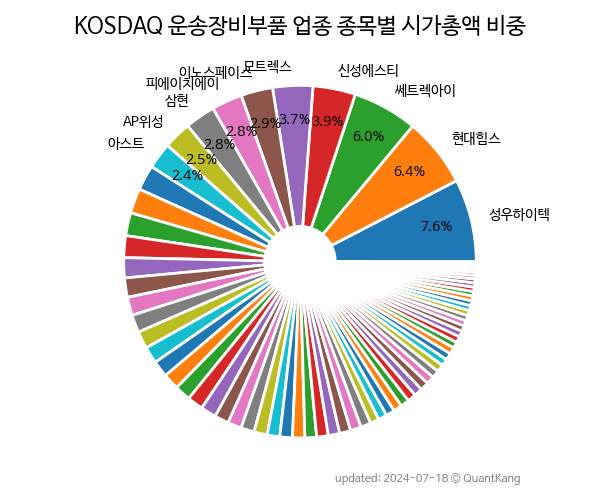 KOSDAQ 운송장비부품 업종 종목별 시가총액 비중
성우하이텍
7.6%
현대힘스
6.4%
쎄트렉아이
6.0%
신성에스티
3.9%
모트렉스
3.7%
이노스페이스
2.9%
피에이치에이
2.8%
삼현
2.8%
AP위성
2.5%
아스트
2.4%
updated: 2024-07-18 © QuantKang